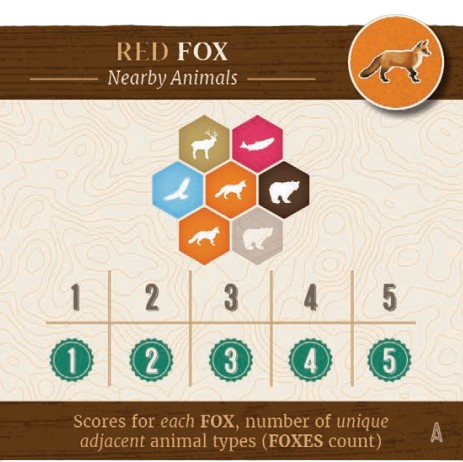 RED FOX
Nearby Animals
1 2 3 4 5
1 2 3 4 5
Scores for each FOX, number of unique
adjacent animal types (FOXES count)
A